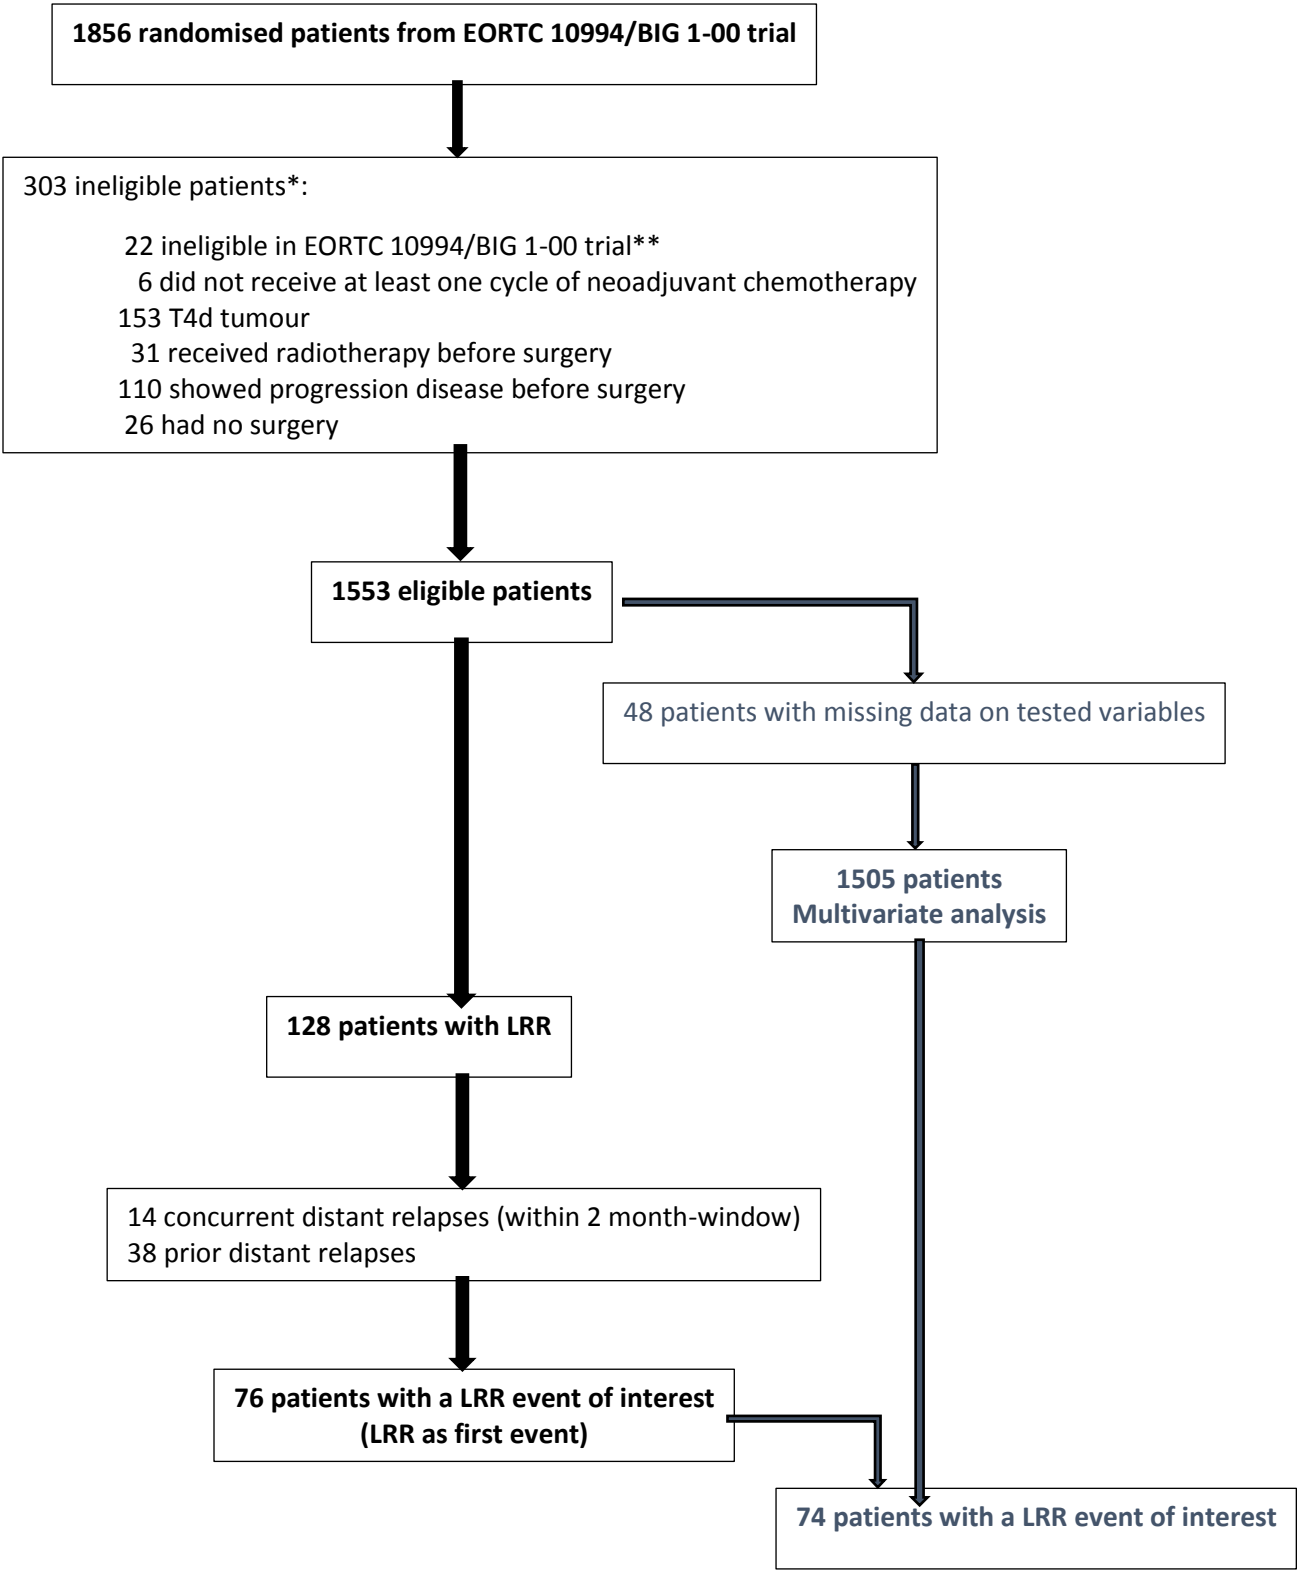 1856 randomised patients from EORTC 10994/BIG 1-00 trial
303 ineligible patients*:
22 ineligible in EORTC 10994/BIG 1-00 trial**
6 did not receive at least one cycle of neoadjuvant chemotherapy
153 T4d tumour
31 received radiotherapy before surgery
110 showed progression disease before surgery
26 had no surgery
1553 eligible patients
48 patients with missing data on tested variables
1505 patients
Multivariate analysis
128 patients with LRR
14 concurrent distant relapses (within 2 month-window)
38 prior distant relapses
76 patients with a LRR event of interest
(LRR as first event)
74 patients with a LRR event of interest